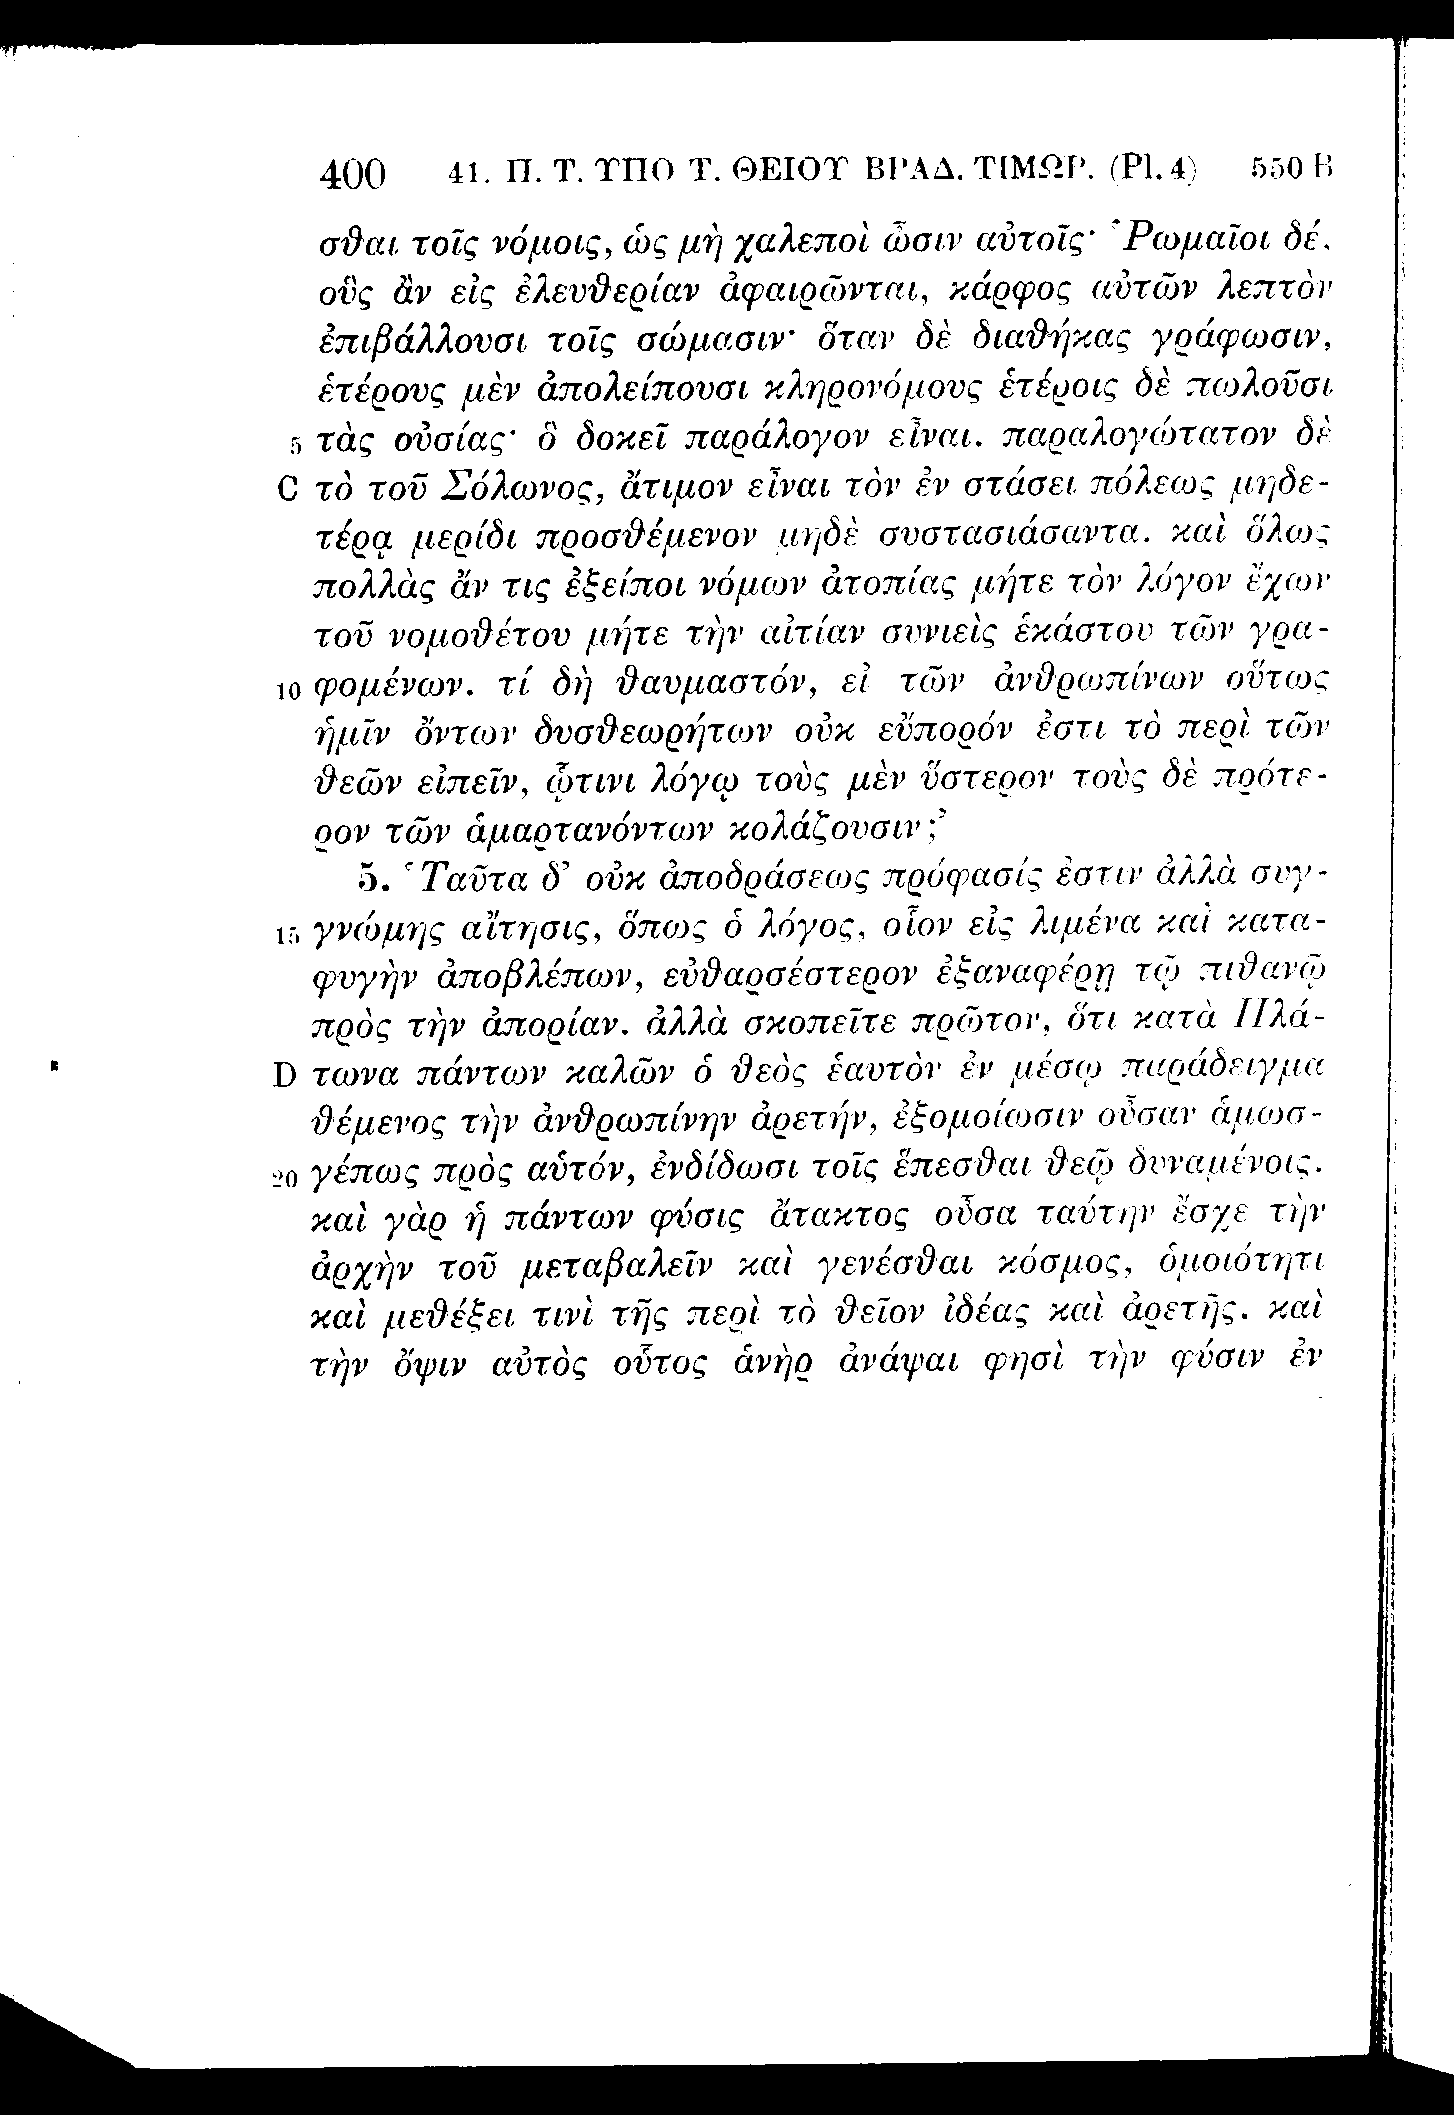 400 41. Π. Τ. ΥΠΟ Τ. ΘΕΙΟΥ ΒΡΑΔ. ΤΙΜΩΡ. (Pl. 4) 550 B
σθαι τοῖς νόμοις, ὡς μὴ χαλεποὶ ὦσιν αὐτοῖς· Ῥωμαῖοι δέ,
οὓς ἂν εἰς ἐλευθερίαν ἀφαιρῶνται, κάρφος αὐτῶν λεπτὸν
ἐπιβάλλουσι τοῖς σώμασιν· ὅταν δὲ διαθήκας γράφωσιν,
ἑτέρους μὲν ἀπολείπουσι κληρονόμους ἑτέροις δὲ πωλοῦσι
5 τὰς οὐσίας· ὃ δοκεῖ παράλογον εἶναι. παραλογώτατον δὲ
C τὸ τοῦ Σόλωνος, ἄτιμον εἶναι τὸν ἐν στάσει πόλεως μηδε-
τέρᾳ μερίδι προσθέμενον μηδὲ συστασιάσαντα. καὶ ὅλως
πολλὰς ἄν τις ἐξείποι νόμων ἀτοπίας μήτε τὸν λόγον ἔχων
τοῦ νομοθέτου μήτε τὴν αἰτίαν συνιεὶς ἑκάστου τῶν γρα-
10 φομένων. τί δὴ θαυμαστόν, εἰ τῶν ἀνθρωπίνων οὕτως
ἡμῖν ὄντων δυσθεωρήτων οὐκ εὔπορόν ἐστι τὸ περὶ τῶν
θεῶν εἰπεῖν, ᾧτινι λόγῳ τοὺς μὲν ὕστερον τοὺς δὲ πρότε-
ρον τῶν ἁμαρτανόντων κολάζουσιν;’
5. ‘Ταῦτα δ’ οὐκ ἀποδράσεως πρόφασίς ἐστιν ἀλλὰ συγ-
15 γνώμης αἴτησις, ὅπως ὁ λόγος, οἷον εἰς λιμένα καὶ κατα-
φυγὴν ἀποβλέπων, εὐθαρσέστερον ἐξαναφέρῃ τῷ πιθανῷ
πρὸς τὴν ἀπορίαν. ἀλλὰ σκοπεῖτε πρῶτον, ὅτι κατὰ Πλά-
D τωνα πάντων καλῶν ὁ θεὸς ἑαυτὸν ἐν μέσῳ παράδειγμα
θέμενος τὴν ἀνθρωπίνην ἀρετήν, ἐξομοίωσιν οὖσαν ἁμωσ-
20 γέπως πρὸς αὑτόν, ἐνδίδωσι τοῖς ἕπεσθαι θεῷ δυναμένοις.
καὶ γὰρ ἡ πάντων φύσις ἄτακτος οὖσα ταύτην ἔσχε τὴν
ἀρχὴν τοῦ μεταβαλεῖν καὶ γενέσθαι κόσμος, ὁμοιότητι
καὶ μεθέξει τινὶ τῆς περὶ τὸ θεῖον ἰδέας καὶ ἀρετῆς. καὶ
τὴν ὄψιν αὐτὸς οὗτος ἁνὴρ ἀνάψαι φησὶ τὴν φύσιν ἐν